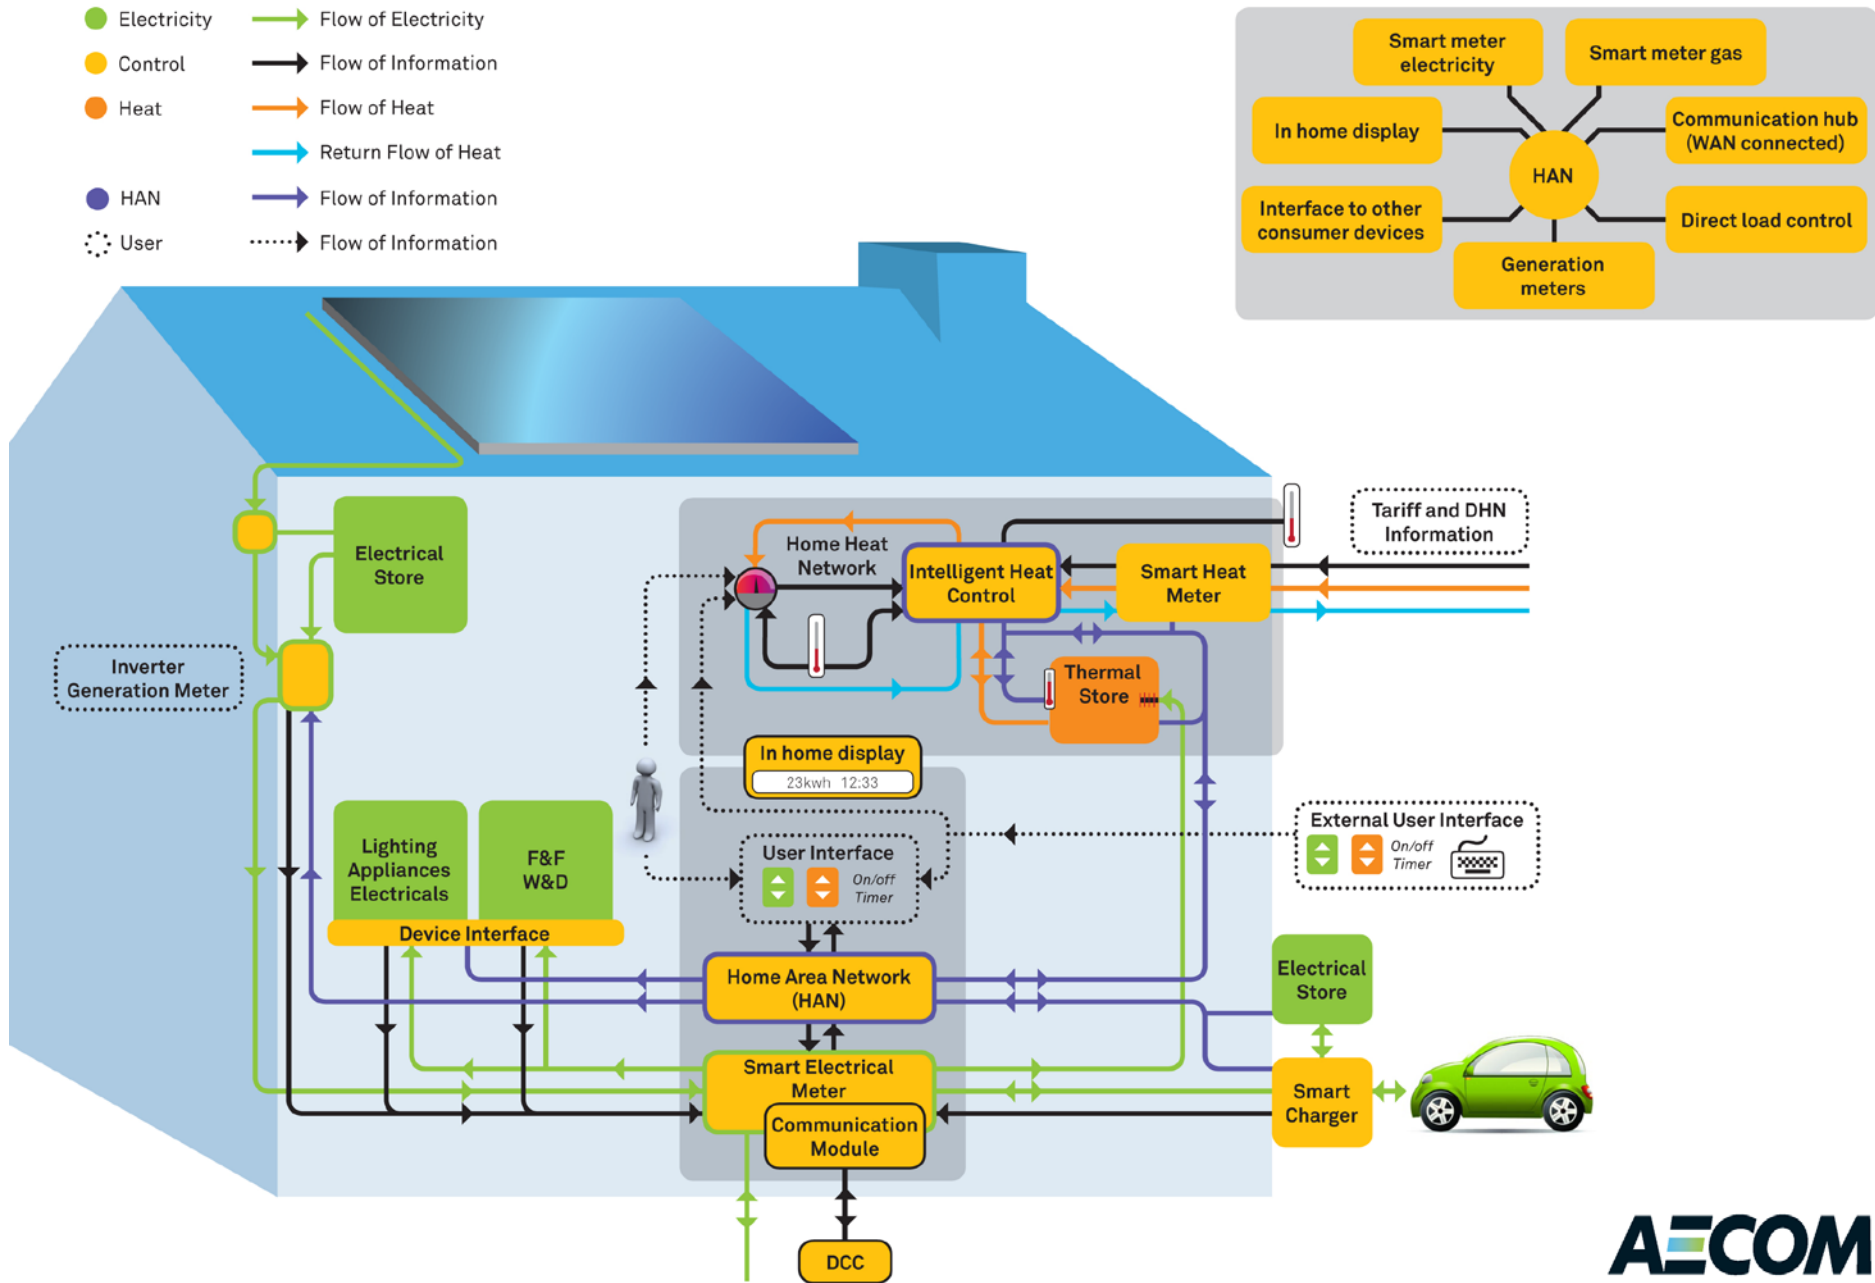 Electricity
Flow of Electricity
Control
Flow of Information
Heat
Flow of Heat
Return Flow of Heat
HAN
Flow of Information
User
Flow of Information
Smart meter
electricity
Smart meter gas
In home display
Communication hub
(WAN connected)
HAN
Interface to other
consumer devices
Direct load control
Generation
meters
Electrical
Store
Inverter
Generation Meter
Home Heat
Network
Intelligent Heat
Control
Smart Heat
Meter
Tariff and DHN
Information
Thermal
Store
In home display
23kwh 12:33
Lighting
Appliances
Electricals
F&F
W&D
Device Interface
User Interface
On/off
Timer
External User Interface
On/off
Timer
Home Area Network
(HAN)
Electrical
Store
Smart Electrical
Meter
Communication
Module
Smart
Charger
DCC
AECOM